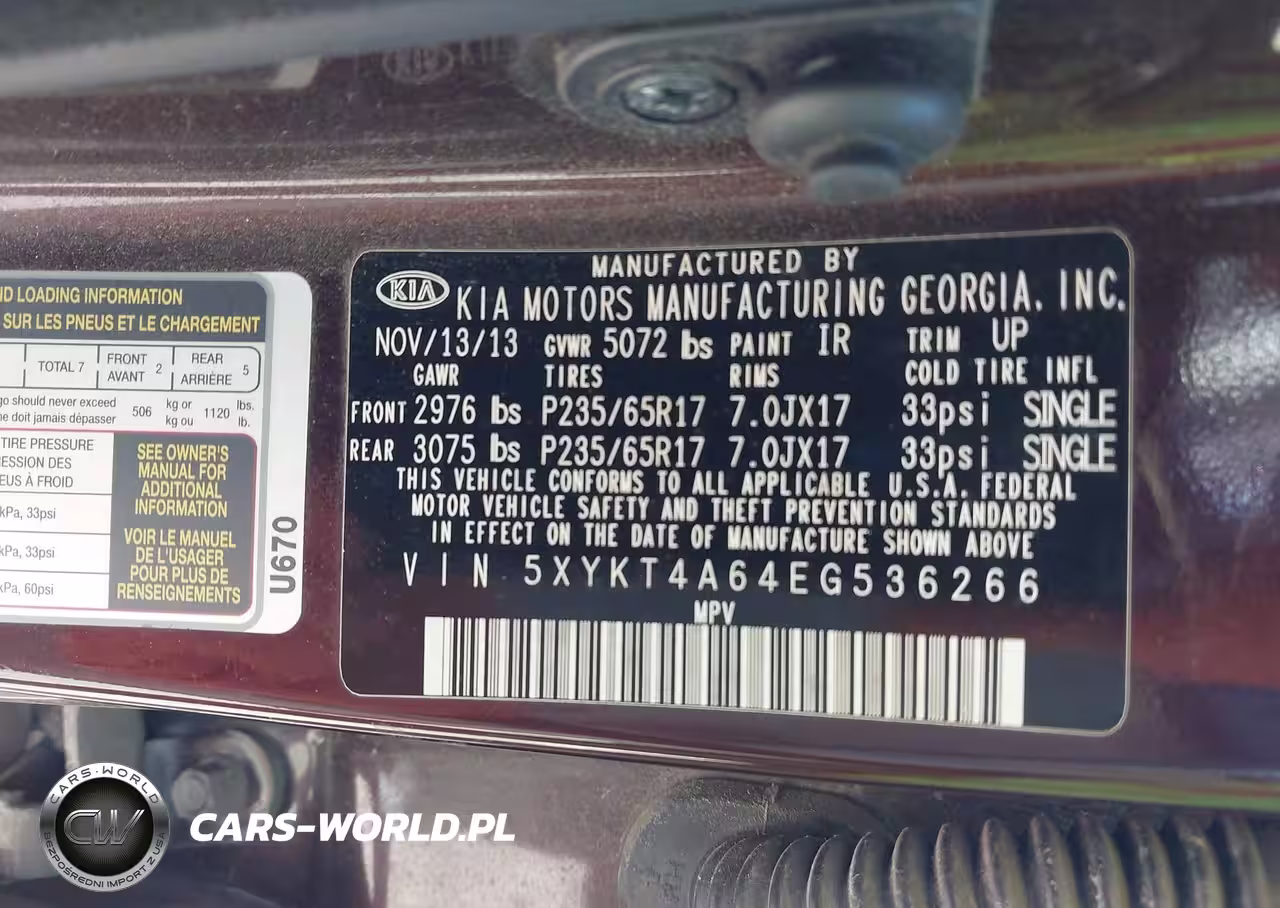 ND LOADING INFORMATION
SUR LES PNEUS ET LE CHARGEMENT
TOTAL 7
FRONT AVANT 2
REAR ARRIÈRE 5
go should never exceed
ne doit jamais dépasser
506 kg or kg ou 1120 lbs. lb.
TIRE PRESSURE
ESSION DES
EUS À FROID
kPa, 33psi
kPa, 33psi
kPa, 60psi
SEE OWNER'S
MANUAL FOR
ADDITIONAL
INFORMATION
VOIR LE MANUEL
DE L'USAGER
POUR PLUS DE
RENSEIGNEMENTS
U670
MANUFACTURED BY
KIA KIA MOTORS MANUFACTURING GEORGIA, INC.
NOV/13/13 GVWR 5072 lbs PAINT IR TRIM UP
GAWR TIRES RIMS COLD TIRE INFL
FRONT 2976 lbs P235/65R17 7.0JX17 33psi SINGLE
REAR 3075 lbs P235/65R17 7.0JX17 33psi SINGLE
THIS VEHICLE CONFORMS TO ALL APPLICABLE U.S.A. FEDERAL
MOTOR VEHICLE SAFETY AND THEFT PREVENTION STANDARDS
IN EFFECT ON THE DATE OF MANUFACTURE SHOWN ABOVE
VIN 5XYKT4A64EG536266
MPV
CARS-WORLD
CW
BEZPOŚREDNI IMPORT Z USA
CARS-WORLD.PL